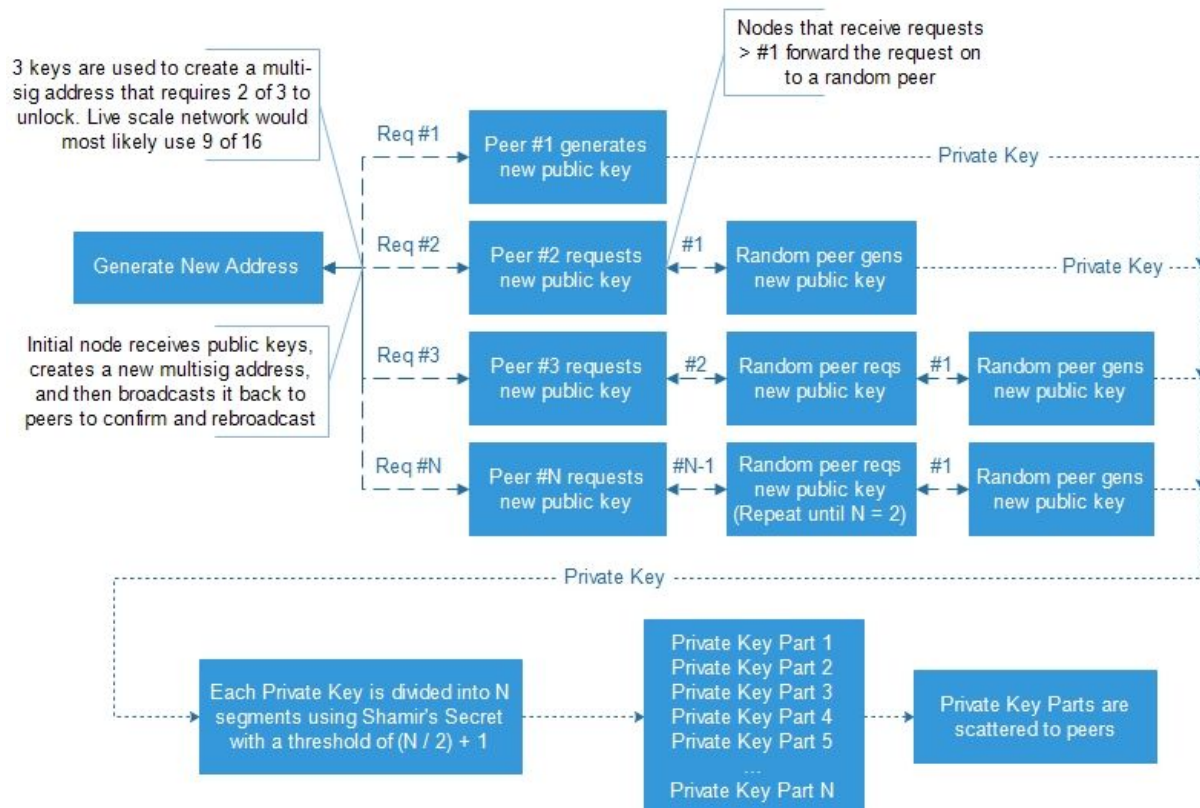 3 keys are used to create a multi-
sig address that requires 2 of 3 to
unlock. Live scale network would
most likely use 9 of 16
Nodes that receive requests
> #1 forward the request on
to a random peer
Req #1
Peer #1 generates
new public key
Private Key
Generate New Address
Req #2
Peer #2 requests
new public key
#1
Random peer gens
new public key
Private Key
Initial node receives public keys,
creates a new multisig address,
and then broadcasts it back to
peers to confirm and rebroadcast
Req #3
Peer #3 requests
new public key
#2
Random peer reqs
new public key
#1
Random peer gens
new public key
Req #N
Peer #N requests
new public key
#N-1
Random peer reqs
new public key
(Repeat until N = 2)
#1
Random peer gens
new public key
Private Key
Each Private Key is divided into N
segments using Shamir's Secret
with a threshold of (N / 2) + 1
Private Key Part 1
Private Key Part 2
Private Key Part 3
Private Key Part 4
Private Key Part 5
...
Private Key Part N
Private Key Parts are
scattered to peers